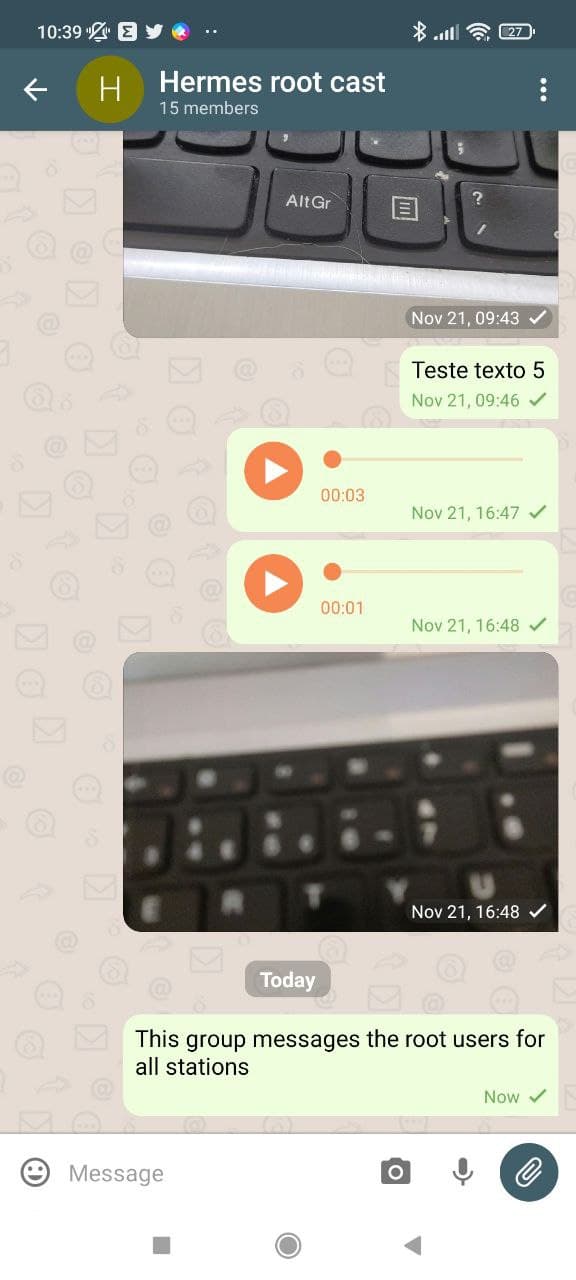 10:39
27
H
Hermes root cast
15 members
AltGr
?
;
/
Nov 21, 09:43
Teste texto 5
Nov 21, 09:46
00:03
Nov 21, 16:47
00:01
Nov 21, 16:48
7
E R T Y U
Nov 21, 16:48
Today
This group messages the root users for
all stations
Now
Message